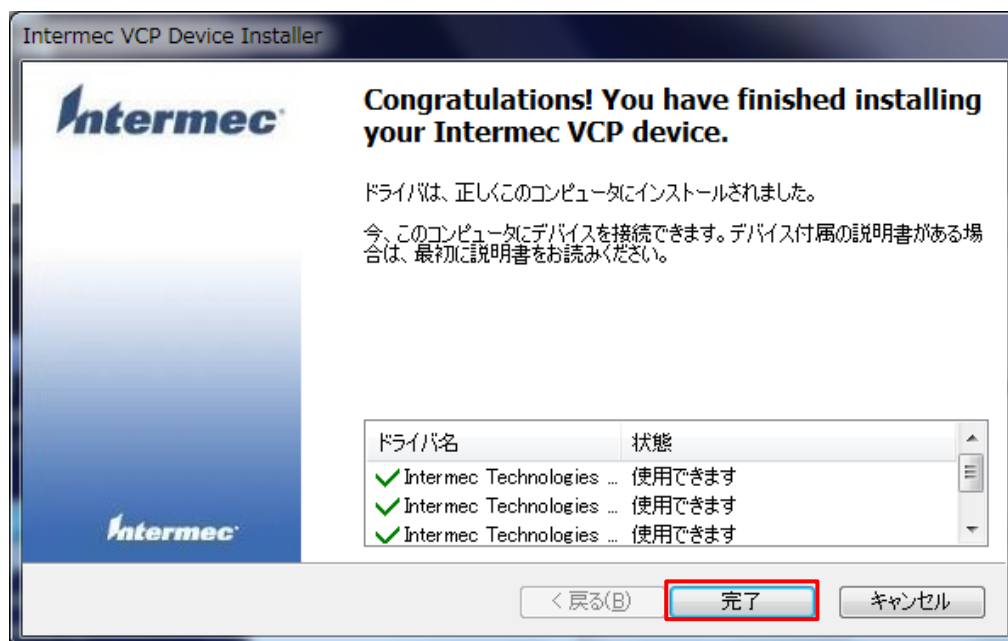 Intermec VCP Device Installer
Intermec
Congratulations! You have finished installing
your Intermec VCP device.
ドライバは、正しくこのコンピュータにインストールされました。
今、このコンピュータにデバイスを接続できます。デバイス付属の説明書がある場
合は、最初に説明書をお読みください。
ドライバ名 状態
Intermec Technologies ... 使用できます
Intermec Technologies ... 使用できます
Intermec Technologies ... 使用できます
Intermec
< 戻る(B) 完了 キャンセル